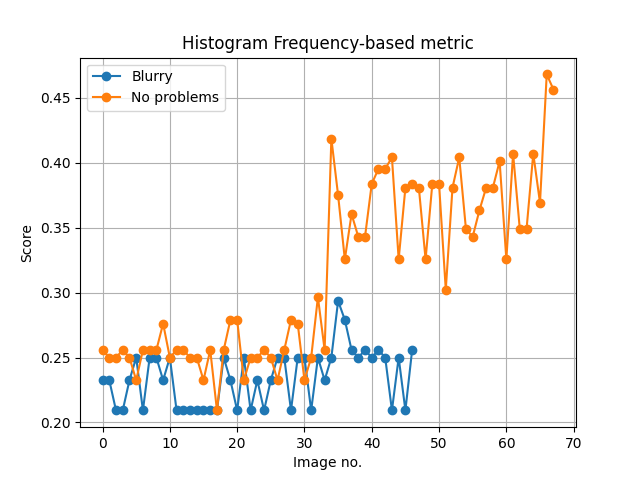 Histogram Frequency-based metric
Blurry
No problems
Score
0.45
0.40
0.35
0.30
0.25
0.20
0 10 20 30 40 50 60 70
Image no.